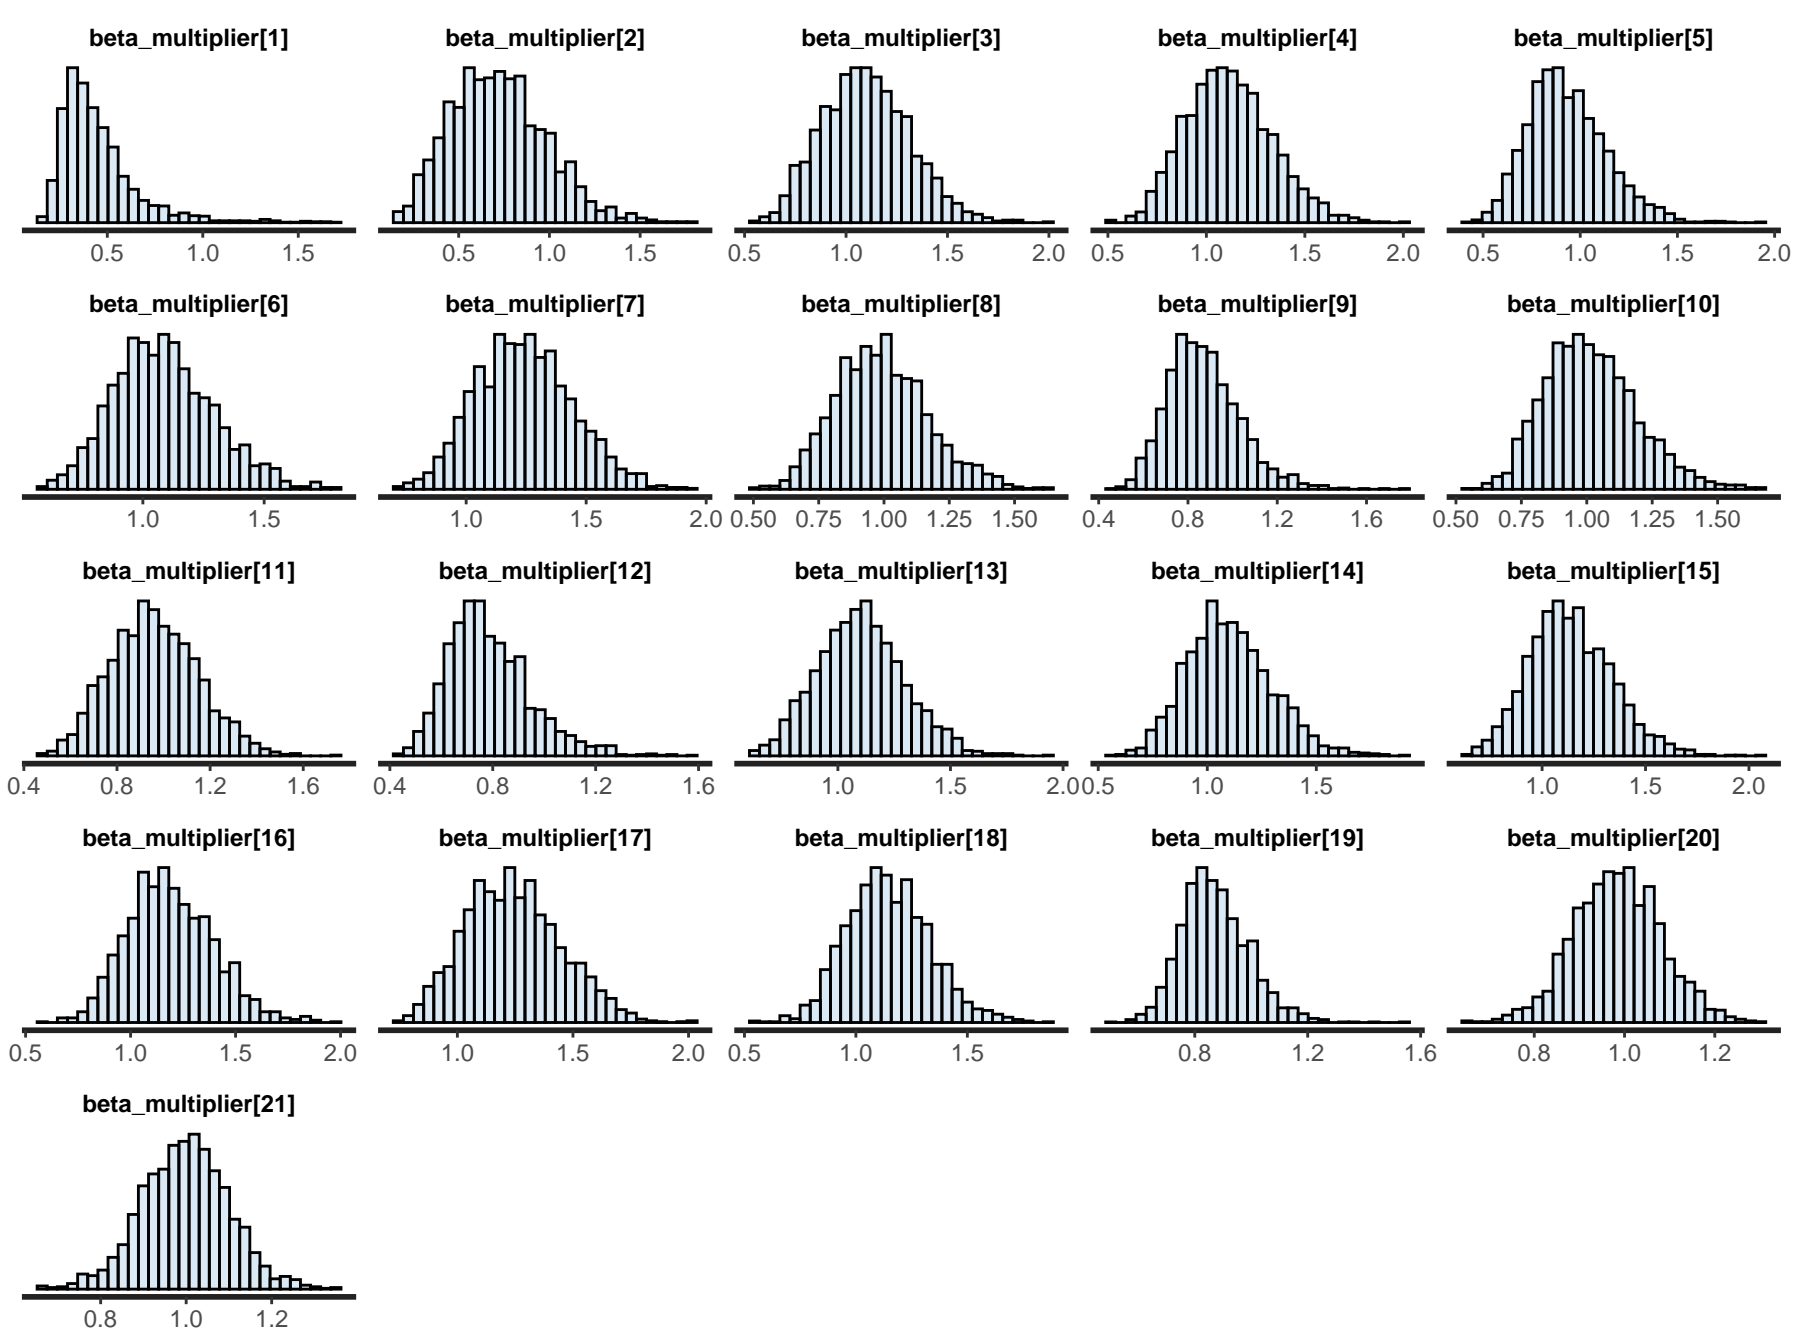 beta_multiplier[1] beta_multiplier[2] beta_multiplier[3] beta_multiplier[4] beta_multiplier[5]
0.5 1.0 1.5 0.5 1.0 1.5 0.5 1.0 1.5 2.0 0.5 1.0 1.5 2.0 0.5 1.0 1.5 2.0
beta_multiplier[6] beta_multiplier[7] beta_multiplier[8] beta_multiplier[9] beta_multiplier[10]
1.0 1.5 1.0 1.5 2.0 0.50 0.75 1.00 1.25 1.50 0.4 0.8 1.2 1.6 0.50 0.75 1.00 1.25 1.50
beta_multiplier[11] beta_multiplier[12] beta_multiplier[13] beta_multiplier[14] beta_multiplier[15]
0.4 0.8 1.2 1.6 0.4 0.8 1.2 1.6 1.0 1.5 2.0 0.5 1.0 1.5 1.0 1.5 2.0
beta_multiplier[16] beta_multiplier[17] beta_multiplier[18] beta_multiplier[19] beta_multiplier[20]
0.5 1.0 1.5 2.0 1.0 1.5 2.0 0.5 1.0 1.5 0.8 1.2 1.6 0.8 1.0 1.2
beta_multiplier[21]
0.8 1.0 1.2